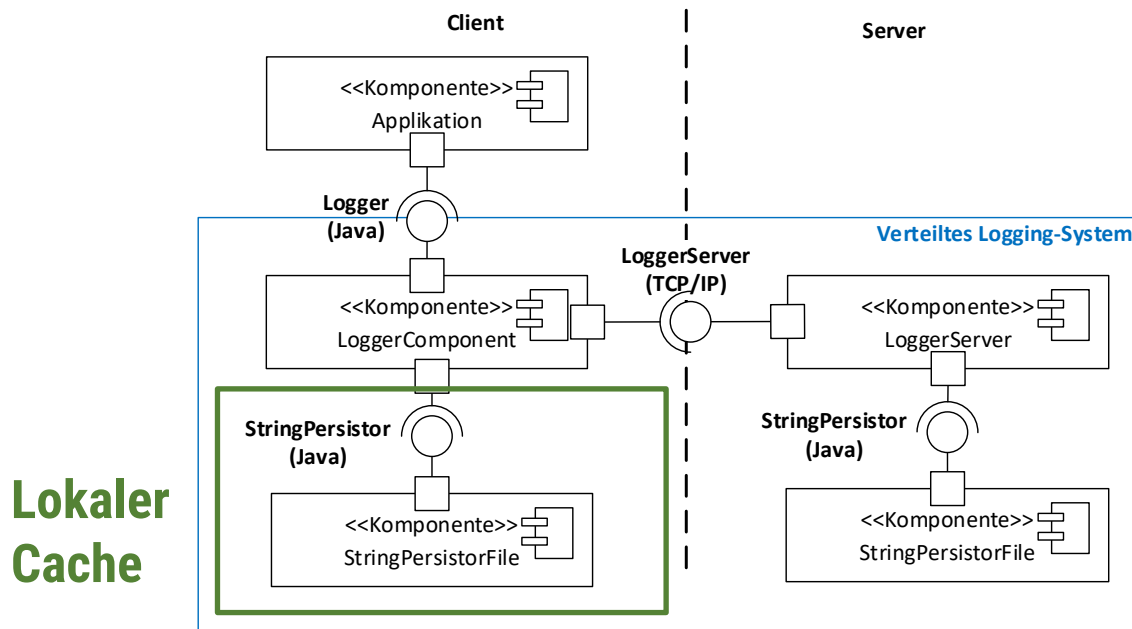 Client
Server
<<Komponente>>
Applikation
Logger
(Java)
Verteiltes Logging-System
LoggerServer
(TCP/IP)
<<Komponente>>
LoggerComponent
<<Komponente>>
LoggerServer
StringPersistor
(Java)
StringPersistor
(Java)
Lokaler
Cache
<<Komponente>>
StringPersistorFile
<<Komponente>>
StringPersistorFile